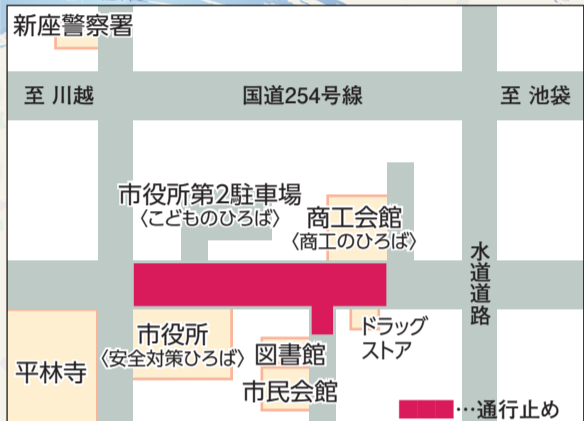 新座警察署
至 川越
国道254号線
至 池袋
市役所第2駐車場
〈こどものひろば〉
商工会館
〈商工のひろば〉
水道道路
市役所
〈安全対策ひろば〉
図書館
ドラッグ
ストア
平林寺
市民会館
…通行止め